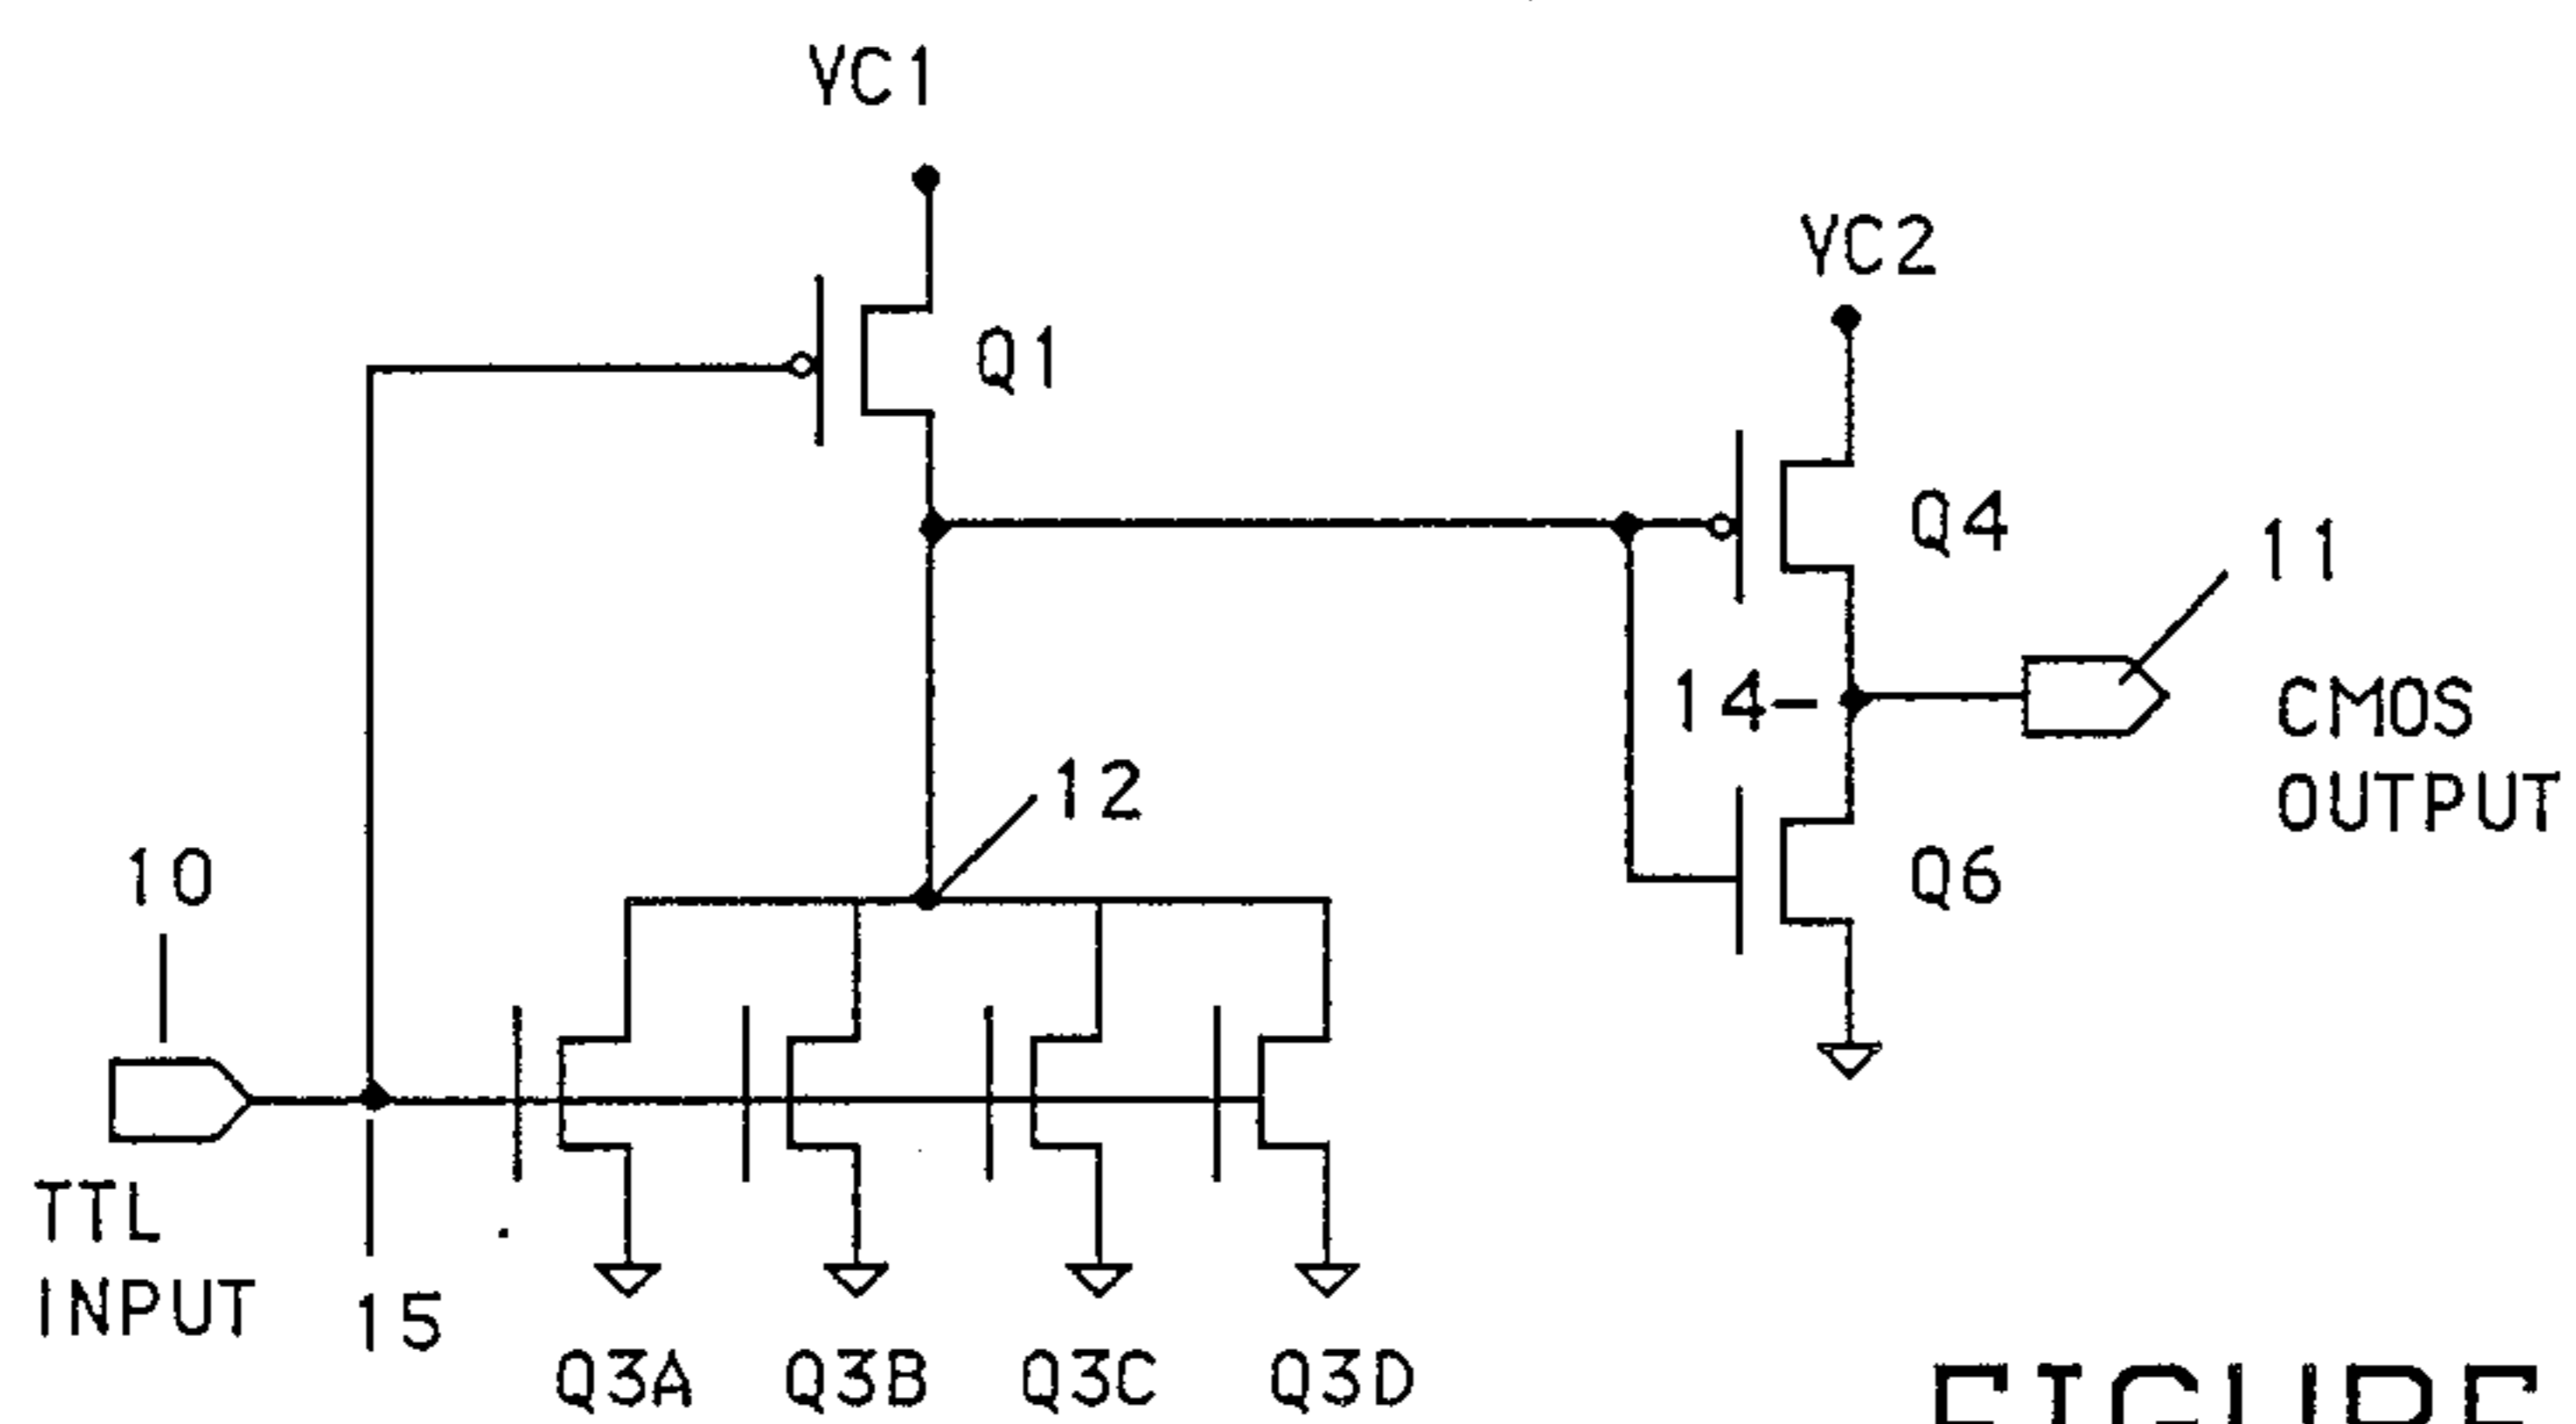 VC1
VC2
Q1
Q4
11
14
CMOS
OUTPUT
12
10
Q6
TTL
INPUT
15
Q3A
Q3B
Q3C
Q3D